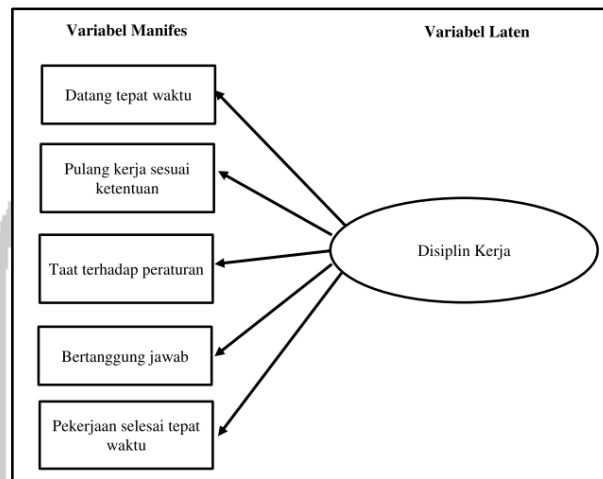 Variabel Manifes
Variabel Laten
Datang tepat waktu
Pulang kerja sesuai
ketentuan
Taat terhadap peraturan
Disiplin Kerja
Bertanggung jawab
Pekerjaan selesai tepat
waktu